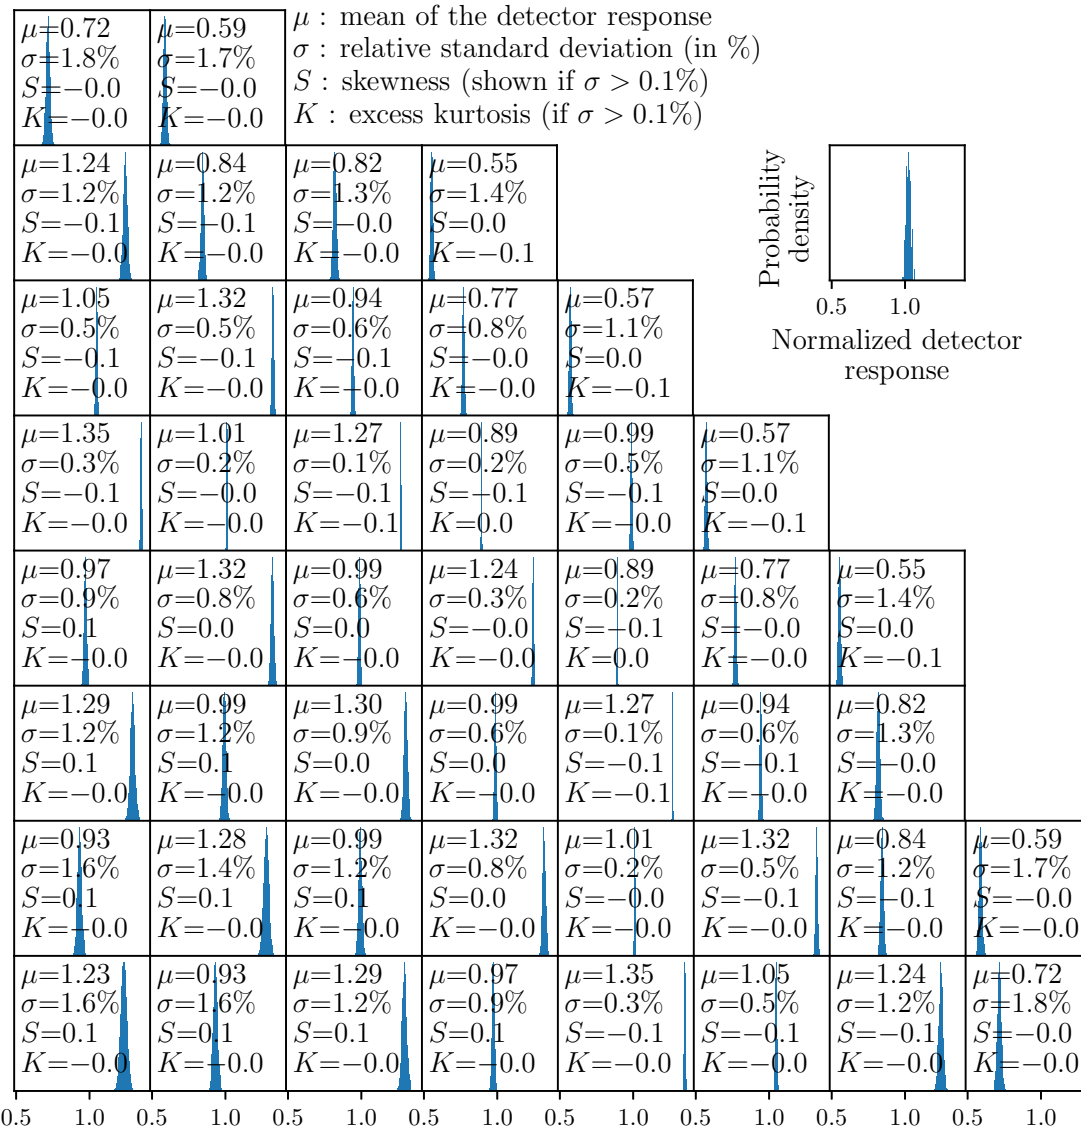 μ : mean of the detector response
σ : relative standard deviation (in %)
S : skewness (shown if σ > 0.1%)
K : excess kurtosis (if σ > 0.1%)
μ=0.72 μ=0.59
σ=1.8% σ=1.7%
S=−0.0 S=−0.0
K=−0.0 K=−0.0
μ=1.24 μ=0.84 μ=0.82 μ=0.55
σ=1.2% σ=1.2% σ=1.3% σ=1.4%
S=−0.1 S=−0.1 S=−0.0 S=0.0
K=−0.0 K=−0.0 K=−0.0 K=−0.1
Probability
density
0.5 1.0
Normalized detector
response
μ=1.05 μ=1.32 μ=0.94 μ=0.77 μ=0.57
σ=0.5% σ=0.5% σ=0.6% σ=0.8% σ=1.1%
S=−0.1 S=−0.1 S=−0.1 S=−0.0 S=0.0
K=−0.0 K=−0.0 K=−0.0 K=−0.0 K=−0.1
μ=1.35 μ=1.01 μ=1.27 μ=0.89 μ=0.99 μ=0.57
σ=0.3% σ=0.2% σ=0.1% σ=0.2% σ=0.5% σ=1.1%
S=−0.1 S=−0.0 S=−0.1 S=−0.1 S=−0.1 S=0.0
K=−0.0 K=−0.0 K=−0.1 K=0.0 K=−0.0 K=−0.1
μ=0.97 μ=1.32 μ=0.99 μ=1.24 μ=0.89 μ=0.77 μ=0.55
σ=0.9% σ=0.8% σ=0.6% σ=0.3% σ=0.2% σ=0.8% σ=1.4%
S=0.1 S=0.0 S=0.0 S=−0.0 S=−0.1 S=−0.0 S=0.0
K=−0.0 K=−0.0 K=−0.0 K=−0.0 K=0.0 K=−0.0 K=−0.1
μ=1.29 μ=0.99 μ=1.30 μ=0.99 μ=1.27 μ=0.94 μ=0.82
σ=1.2% σ=1.2% σ=0.9% σ=0.6% σ=0.1% σ=0.6% σ=1.3%
S=0.1 S=0.1 S=0.0 S=0.0 S=−0.1 S=−0.1 S=−0.0
K=−0.0 K=−0.0 K=−0.0 K=−0.0 K=−0.1 K=−0.0 K=−0.0
μ=0.93 μ=1.28 μ=0.99 μ=1.32 μ=1.01 μ=1.32 μ=0.84 μ=0.59
σ=1.6% σ=1.4% σ=1.2% σ=0.8% σ=0.2% σ=0.5% σ=1.2% σ=1.7%
S=0.1 S=0.1 S=0.1 S=0.0 S=−0.0 S=−0.1 S=−0.1 S=−0.0
K=−0.0 K=−0.0 K=−0.0 K=−0.0 K=−0.0 K=−0.0 K=−0.0 K=−0.0
μ=1.23 μ=0.93 μ=1.29 μ=0.97 μ=1.35 μ=1.05 μ=1.24 μ=0.72
σ=1.6% σ=1.6% σ=1.2% σ=0.9% σ=0.3% σ=0.5% σ=1.2% σ=1.8%
S=0.1 S=0.1 S=0.1 S=0.1 S=−0.1 S=−0.1 S=−0.1 S=−0.0
K=−0.0 K=−0.0 K=−0.0 K=−0.0 K=−0.0 K=−0.0 K=−0.0 K=−0.0
0.5 1.0 0.5 1.0 0.5 1.0 0.5 1.0 0.5 1.0 0.5 1.0 0.5 1.0 0.5 1.0